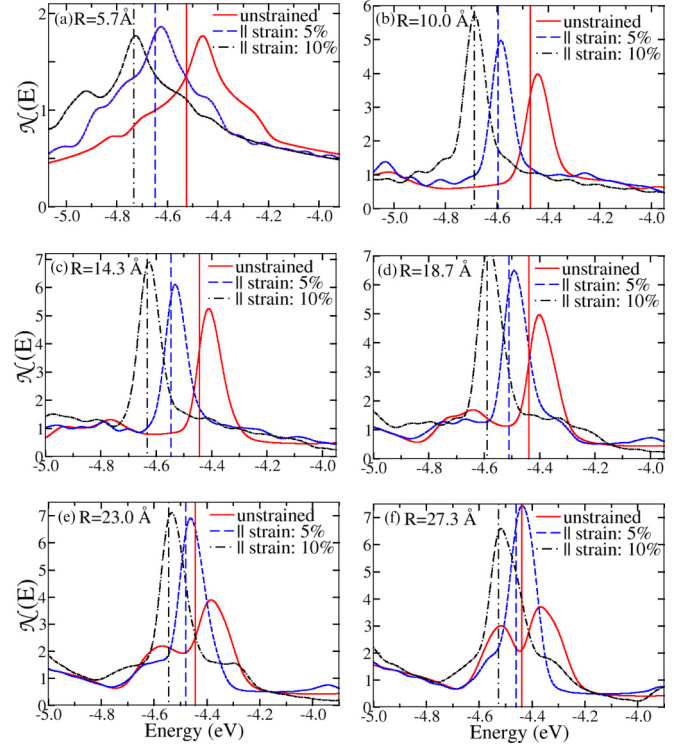 (a) R=5.7Å
unstrained
|| strain: 5%
|| strain: 10%
2
1
0
𝒩(E)
-5.0 -4.8 -4.6 -4.4 -4.2 -4.0
(b) R=10.0 Å
unstrained
|| strain: 5%
|| strain: 10%
6
5
4
3
2
1
0
-5.0 -4.8 -4.6 -4.4 -4.2 -4.0
(c) R=14.3 Å
unstrained
|| strain: 5%
|| strain: 10%
7
6
5
4
3
2
1
0
𝒩(E)
-5.0 -4.8 -4.6 -4.4 -4.2 -4.0
(d) R=18.7 Å
unstrained
|| strain: 5%
|| strain: 10%
7
6
5
4
3
2
1
0
-5.0 -4.8 -4.6 -4.4 -4.2 -4.0
(e) R=23.0 Å
unstrained
|| strain: 5%
|| strain: 10%
7
6
5
4
3
2
1
0
𝒩(E)
-5.0 -4.8 -4.6 -4.4 -4.2 -4.0
Energy (eV)
(f) R=27.3 Å
unstrained
|| strain: 5%
|| strain: 10%
7
6
5
4
3
2
1
0
-5.0 -4.8 -4.6 -4.4 -4.2 -4.0
Energy (eV)